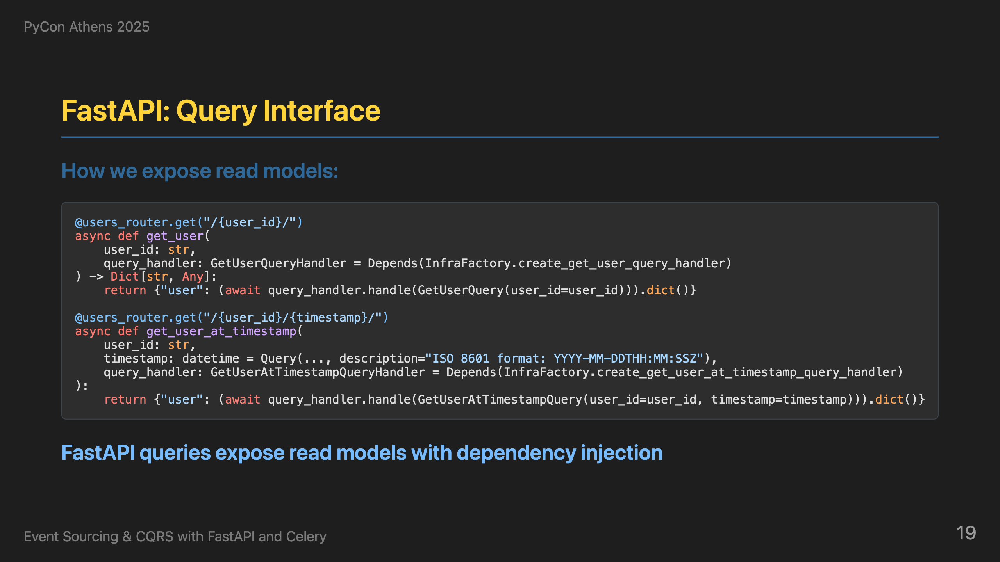 PyCon Athens 2025
FastAPI: Query Interface
How we expose read models:
@users_router.get("/{user_id}/")
async def get_user(
    user_id: str,
    query_handler: GetUserQueryHandler = Depends(InfraFactory.create_get_user_query_handler)
) -> Dict[str, Any]:
    return {"user": (await query_handler.handle(GetUserQuery(user_id=user_id))).dict()}
@users_router.get("/{user_id}/{timestamp}/")
async def get_user_at_timestamp(
    user_id: str,
    timestamp: datetime = Query(..., description="ISO 8601 format: YYYY-MM-DDTHH:MM:SSZ"),
    query_handler: GetUserAtTimestampQueryHandler = Depends(InfraFactory.create_get_user_at_timestamp_query_handler)
):
    return {"user": (await query_handler.handle(GetUserAtTimestampQuery(user_id=user_id, timestamp=timestamp))).dict()}
FastAPI queries expose read models with dependency injection
Event Sourcing & CQRS with FastAPI and Celery
19